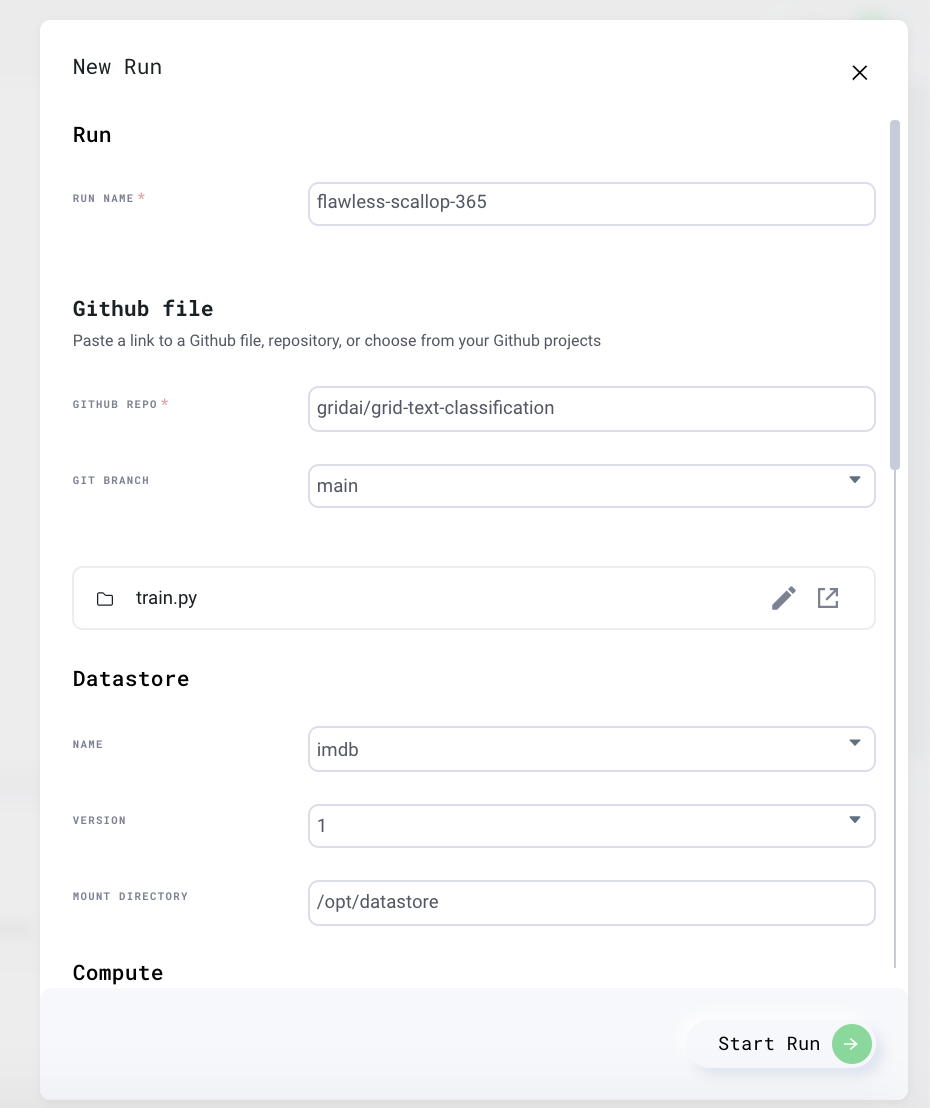 New Run
Run
RUN NAME *
flawless-scallop-365
Github file
Paste a link to a Github file, repository, or choose from your Github projects
GITHUB REPO *
gridai/grid-text-classification
GIT BRANCH
main
train.py
Datastore
NAME
imdb
VERSION
1
MOUNT DIRECTORY
/opt/datastore
Compute
Start Run